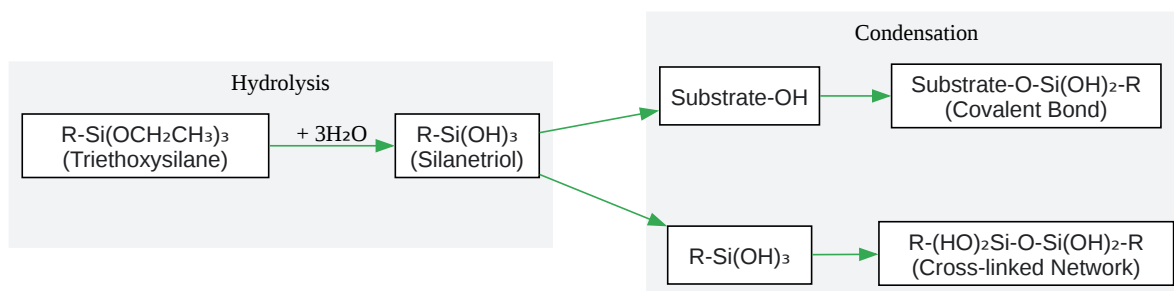 Hydrolysis
R-Si(OCH₂CH₃)₃
(Triethoxysilane)
+ 3H₂O
R-Si(OH)₃
(Silanetriol)
Condensation
Substrate-OH
Substrate-O-Si(OH)₂-R
(Covalent Bond)
R-Si(OH)₃
R-(HO)₂Si-O-Si(OH)₂-R
(Cross-linked Network)